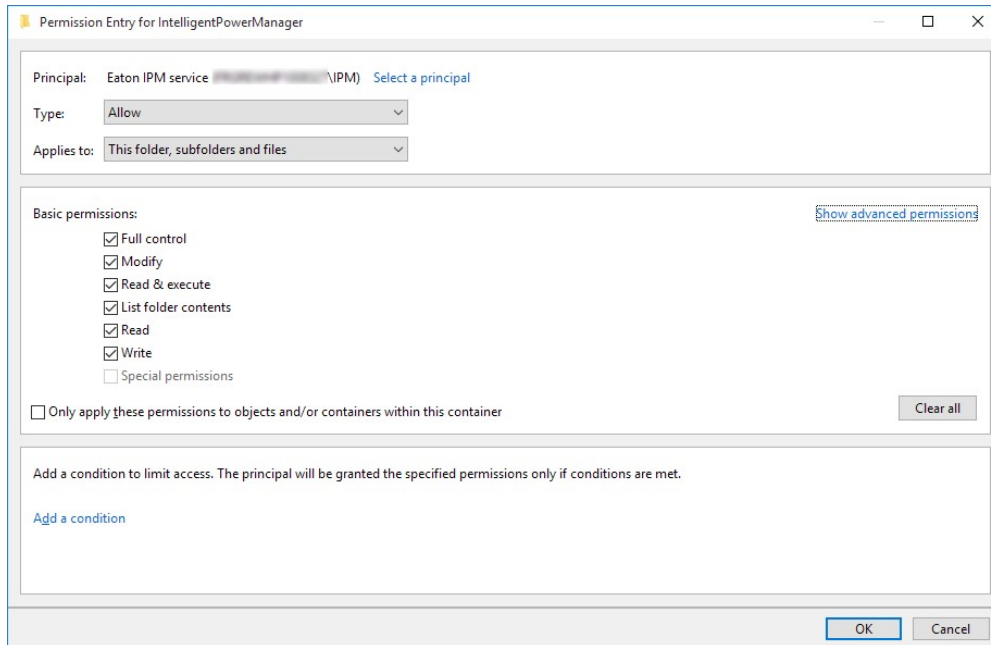 Permission Entry for IntelligentPowerManager
Principal: Eaton IPM service \IPM) Select a principal
Type: Allow
Applies to: This folder, subfolders and files
Basic permissions: Show advanced permissions
Full control
Modify
Read & execute
List folder contents
Read
Write
Special permissions
Only apply these permissions to objects and/or containers within this container Clear all
Add a condition to limit access. The principal will be granted the specified permissions only if conditions are met.
Add a condition
OK Cancel